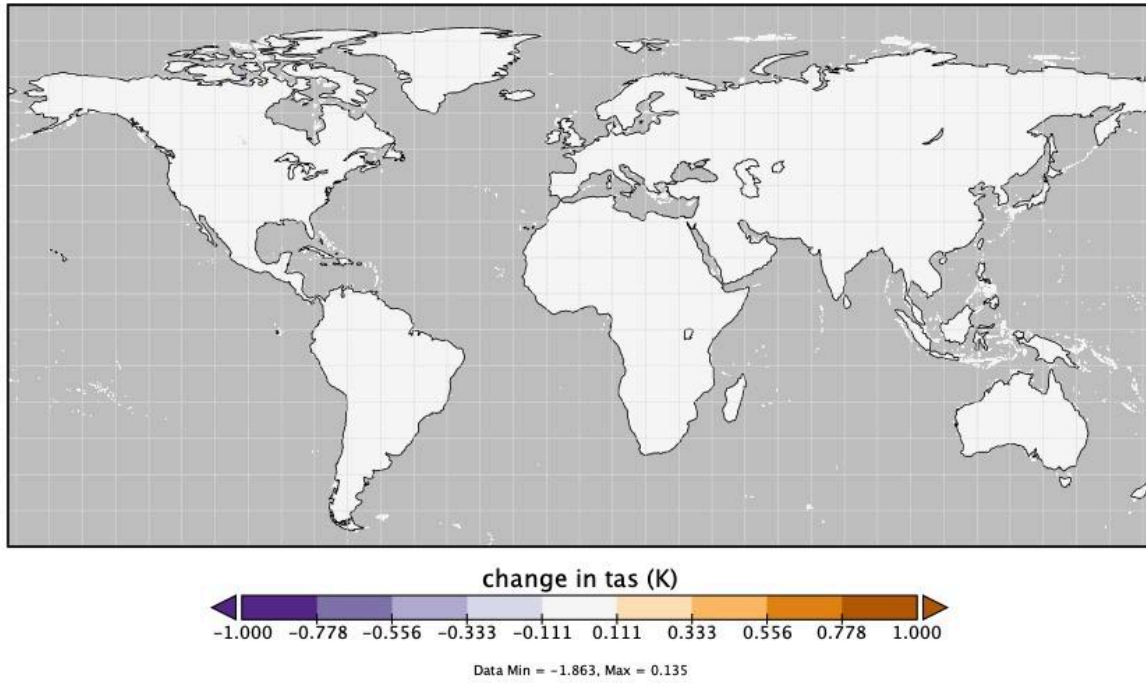 change in tas (K)
−1.000 −0.778 −0.556 −0.333 −0.111 0.111 0.333 0.556 0.778 1.000
Data Min = −1.863, Max = 0.135